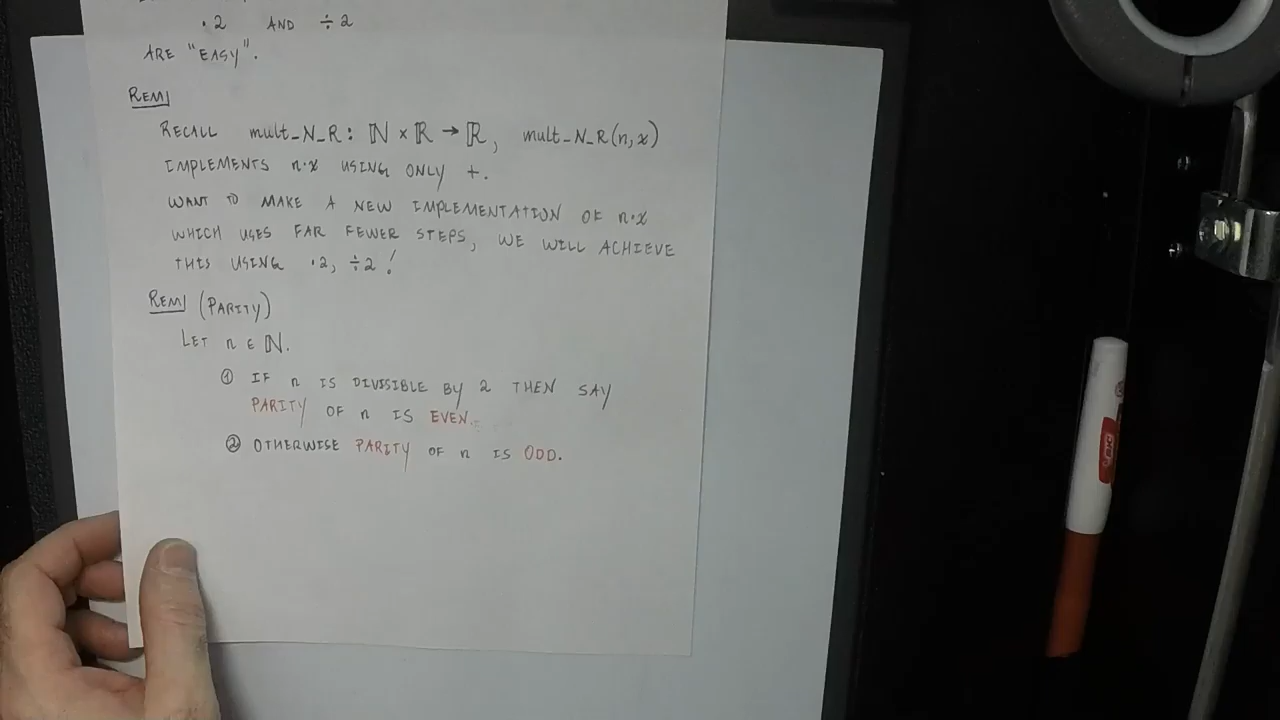 ·2 AND ÷2
ARE "EASY".
REM
RECALL mult_N_R: ℕ × ℝ → ℝ, mult_N_R(n,x)
IMPLEMENTS n·x USING ONLY +.
WANT TO MAKE A NEW IMPLEMENTATION OF n·x
WHICH USES FAR FEWER STEPS, WE WILL ACHIEVE
THIS USING ·2, ÷2!
REM (PARITY)
LET n ∈ ℕ.
① IF n IS DIVISIBLE BY 2 THEN SAY
PARITY OF n IS EVEN.
② OTHERWISE PARITY OF n IS ODD.